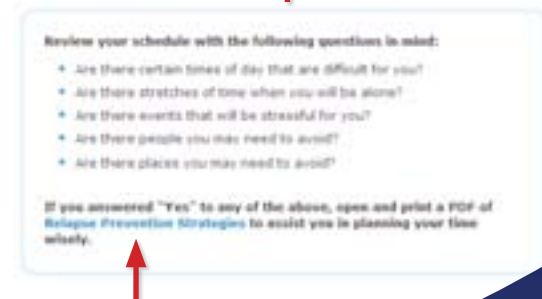 Review your schedule with the following questions in mind:
Are there certain times of day that are difficult for you?
Are there stretches of time when you will be alone?
Are there events that will be stressful for you?
Are there people you may need to avoid?
Are there places you may need to avoid?
If you answered "Yes" to any of the above, open and print a PDF of
Relapse Prevention Strategies to assist you in planning your time
wisely.